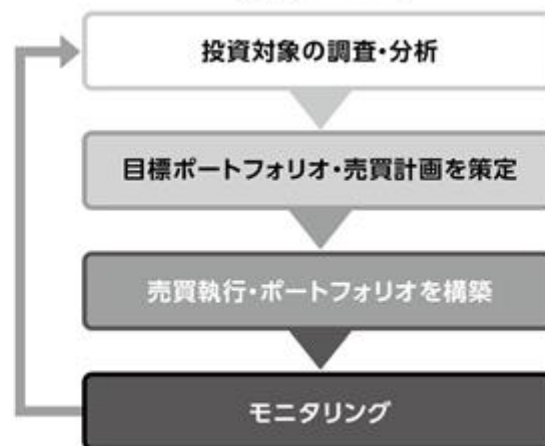 投資対象の調査・分析
目標ポートフォリオ・売買計画を策定
売買執行・ポートフォリオを構築
モニタリング